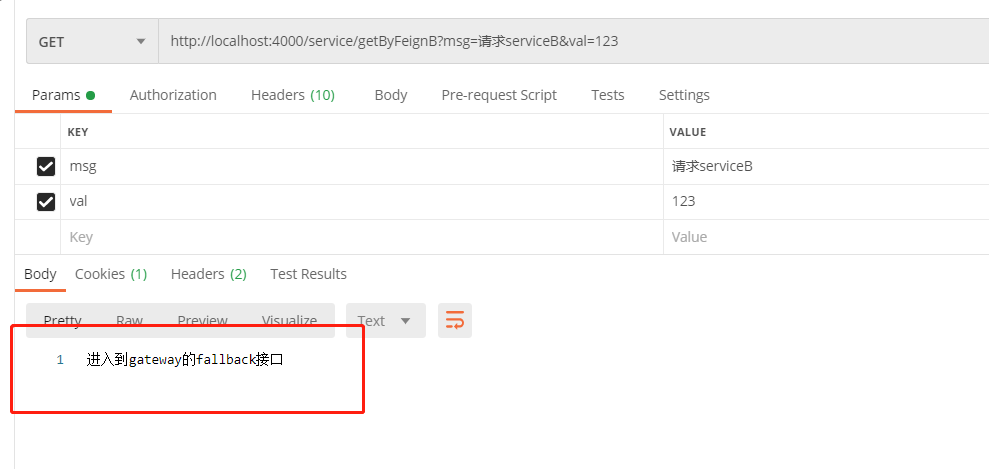 GET http://localhost:4000/service/getByFeignB?msg=请求serviceB&val=123
Params Authorization Headers (10) Body Pre-request Script Tests Settings
KEY VALUE
msg 请求serviceB
val 123
Key Value
Body Cookies (1) Headers (2) Test Results
Pretty Raw Preview Visualize Text
1 进入到gateway的fallback接口